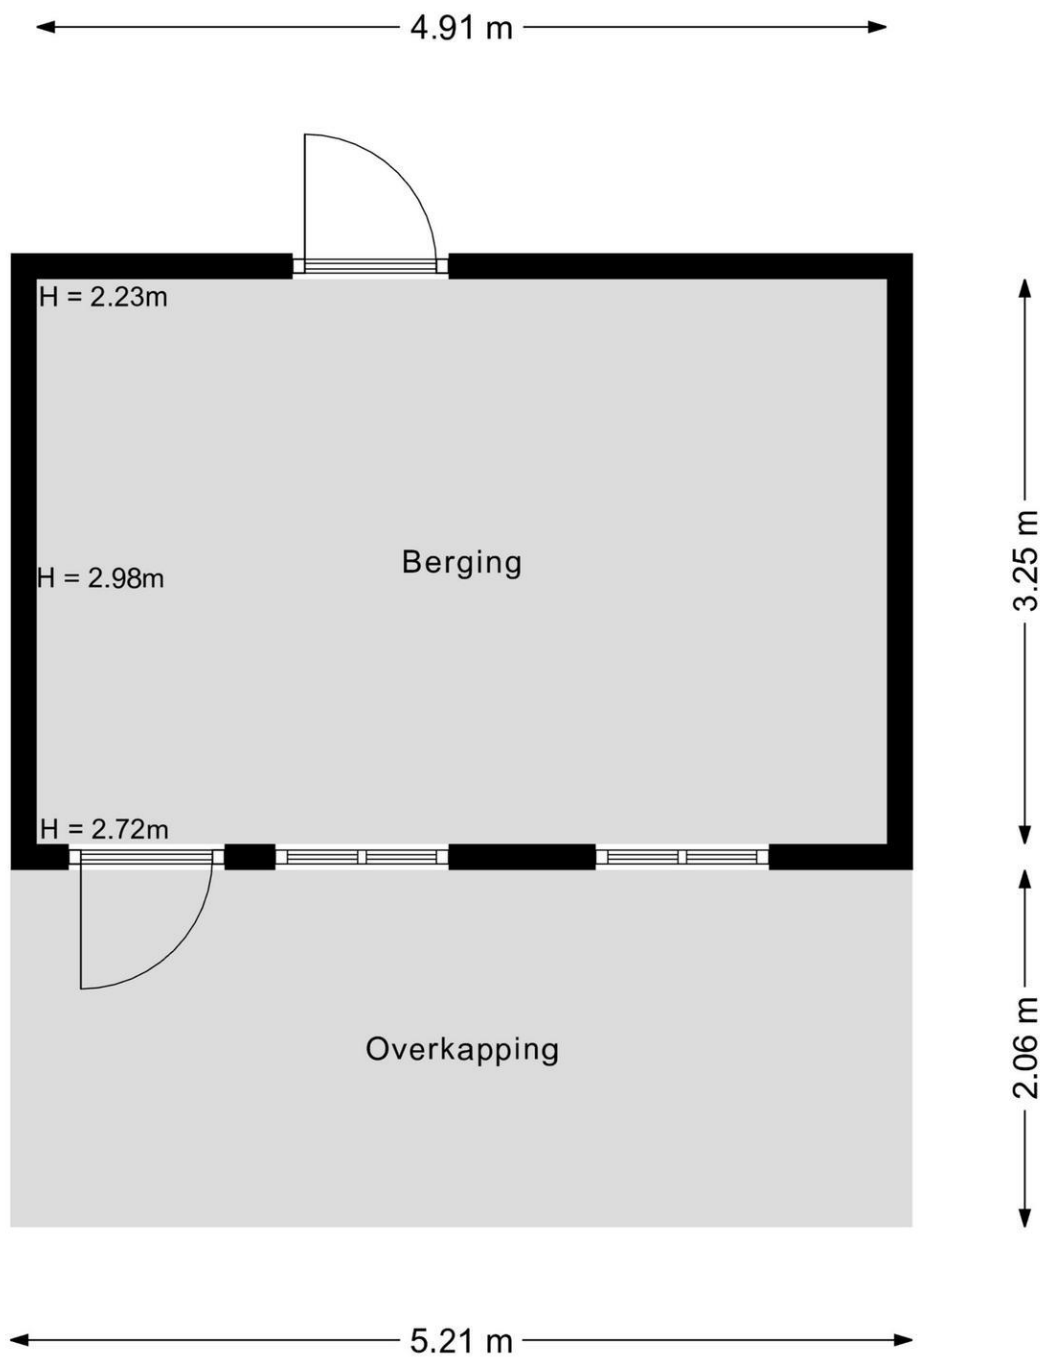 4.91 m
H = 2.23m
Berging
3.25 m
H = 2.98m
H = 2.72m
Overkapping
2.06 m
5.21 m